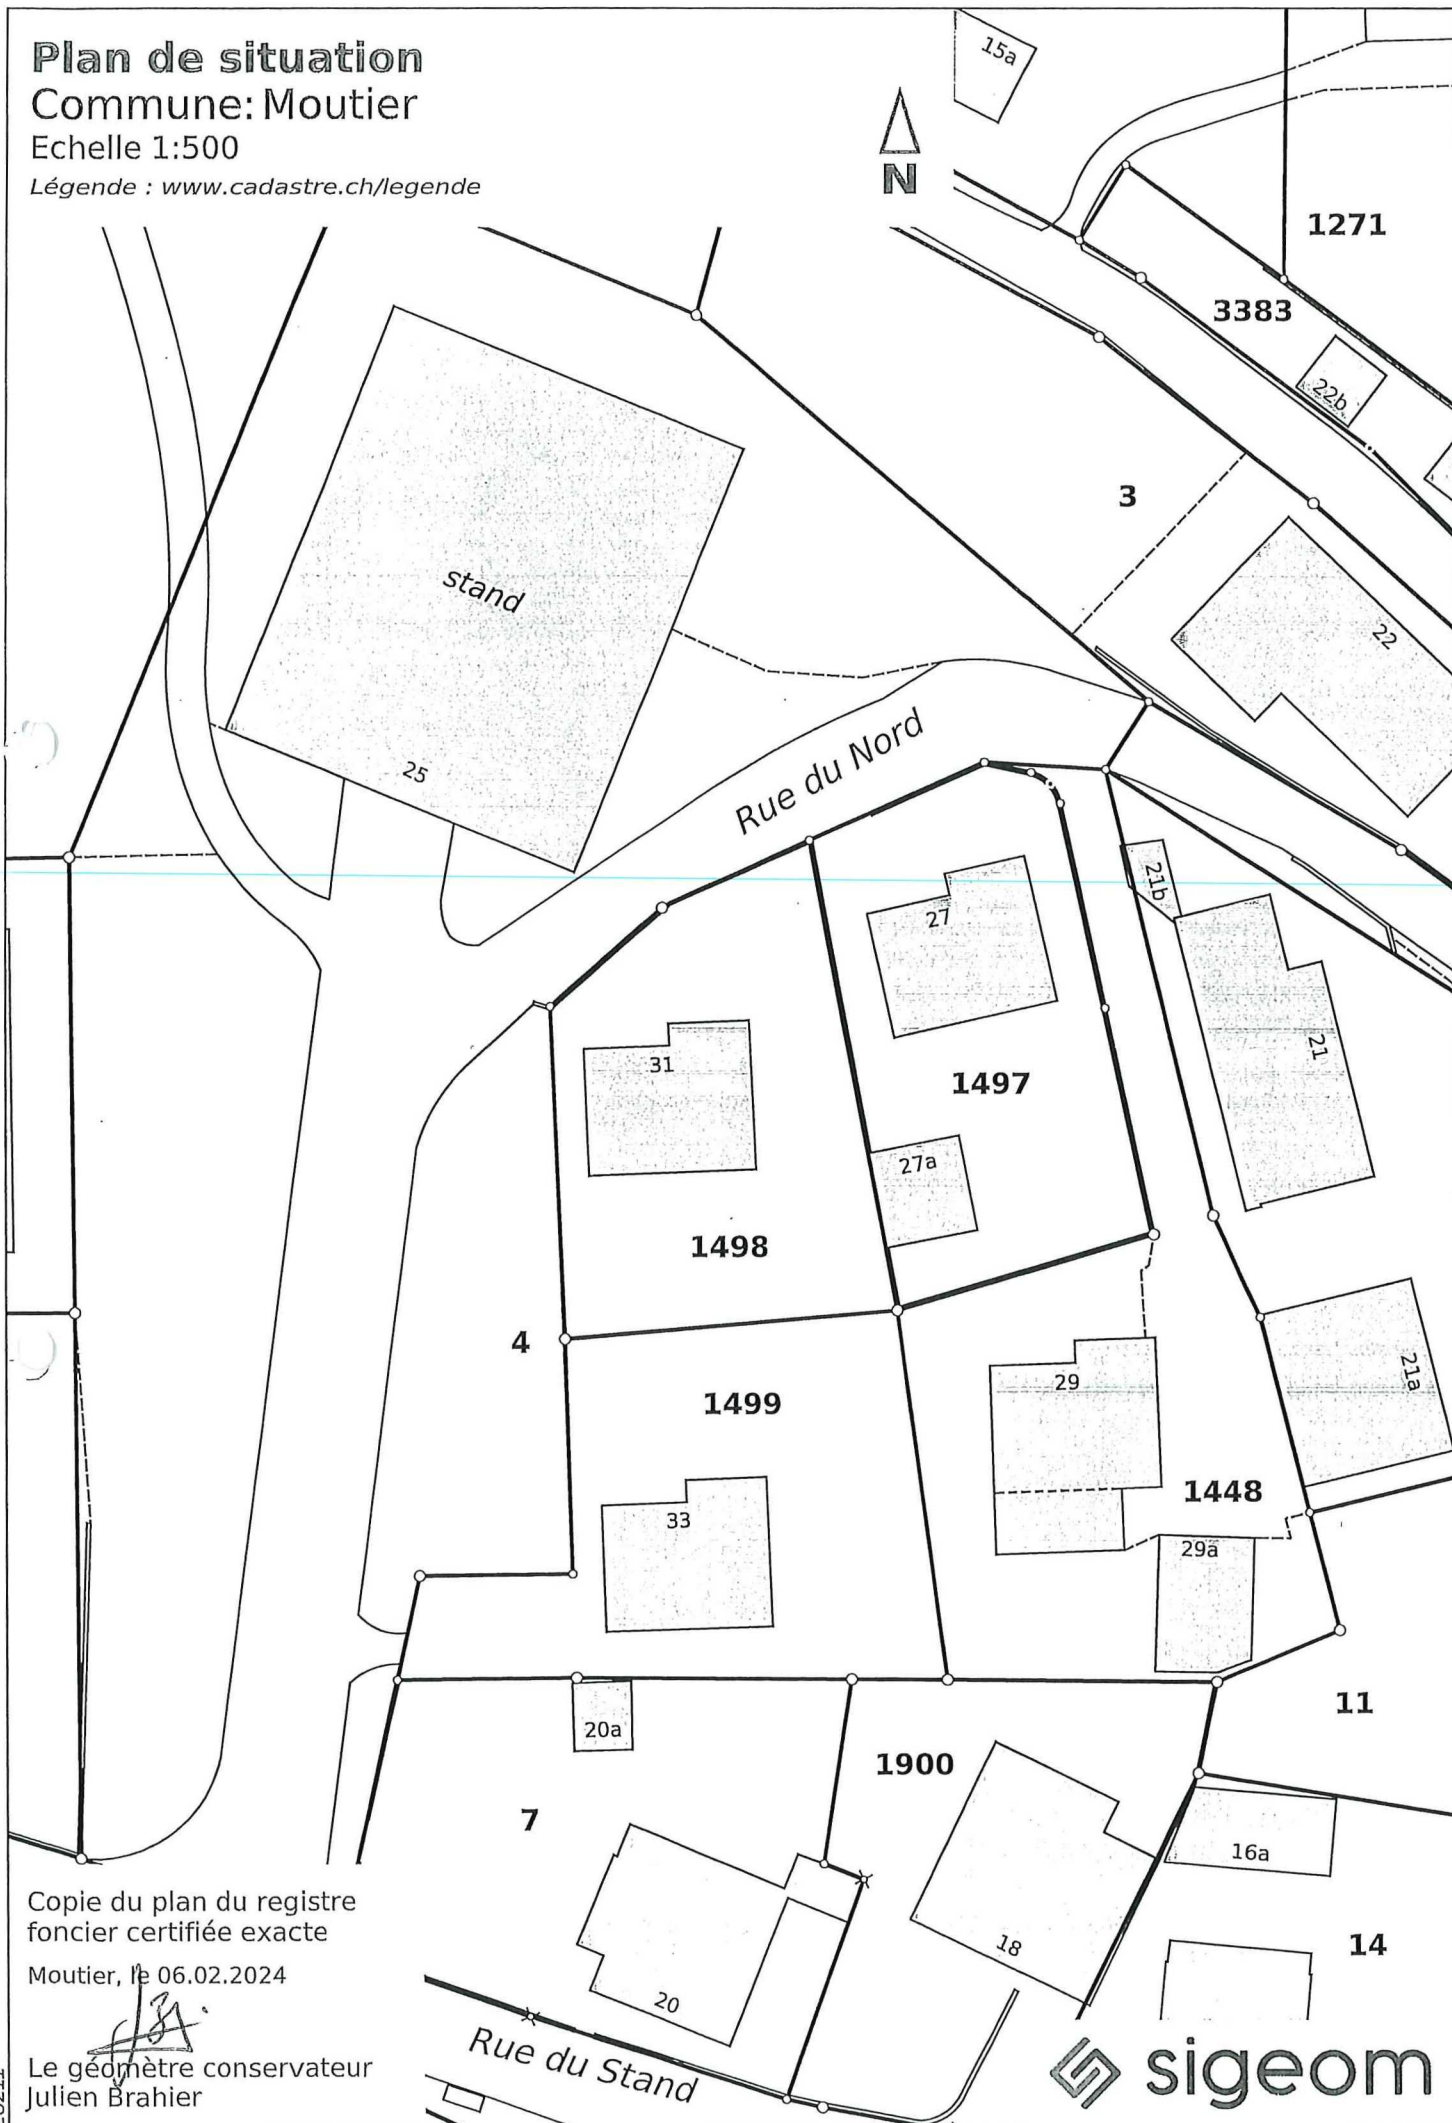 Plan de situation
Commune: Moutier
Echelle 1:500
Légende : www.cadastre.ch/legende
N
15a
1271
3383
22b
3
22
stand
25
Rue du Nord
21b
27
21
31
1497
27a
1498
4
21a
29
1499
1448
33
29a
11
20a
1900
7
16a
18
14
20
Rue du Stand
Copie du plan du registre
foncier certifiée exacte
Moutier, le 06.02.2024
Le géomètre conservateur
Julien Brahier
sigeom